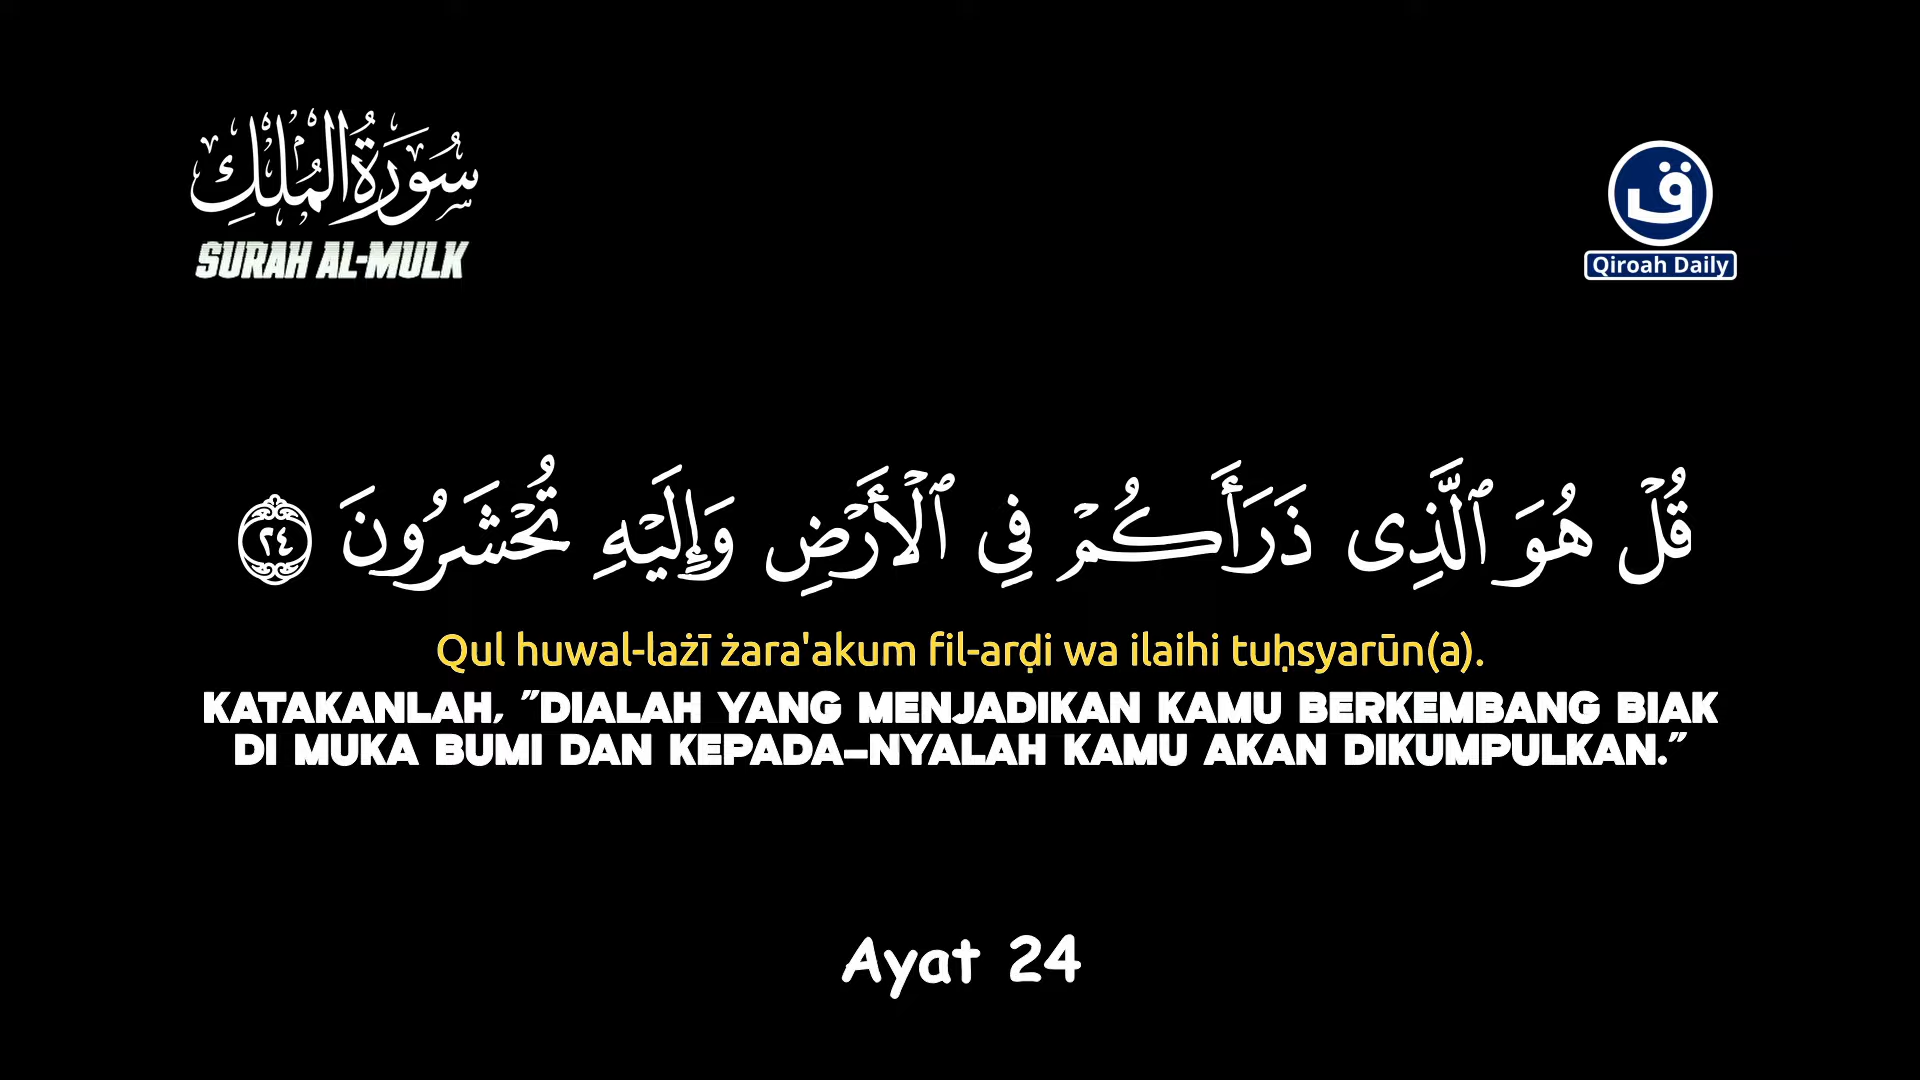 سُورَةُ الْمُلْكِ
SURAH AL-MULK
ق
Qiroah Daily
قُلْ هُوَ ٱلَّذِى ذَرَأَكُمْ فِى ٱلْأَرْضِ وَإِلَيْهِ تُحْشَرُونَ ٢٤
Qul huwal-lażī żara'akum fil-arḍi wa ilaihi tuḥsyarūn(a).
KATAKANLAH, "DIALAH YANG MENJADIKAN KAMU BERKEMBANG BIAK
DI MUKA BUMI DAN KEPADA-NYALAH KAMU AKAN DIKUMPULKAN."
Ayat 24